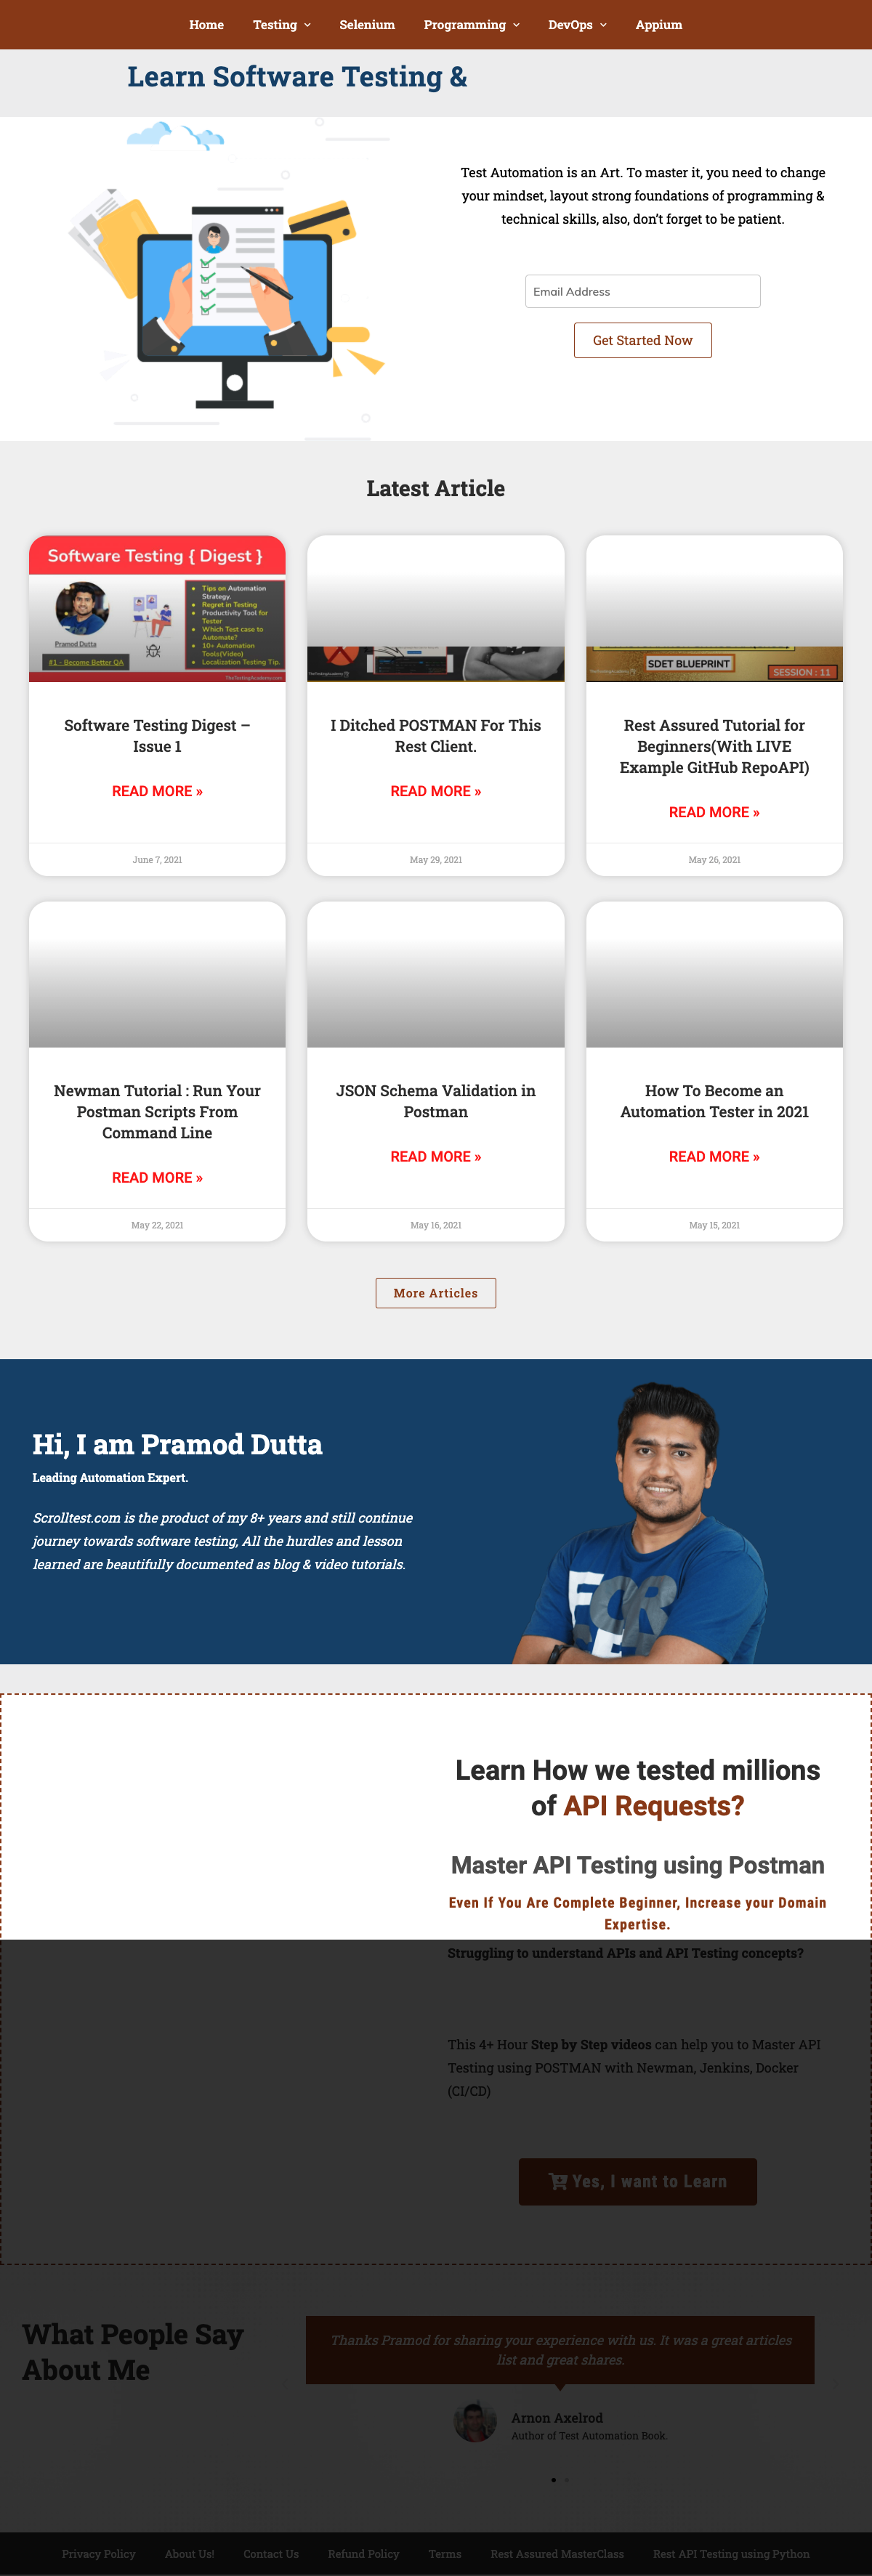 Home Testing Selenium Programming DevOps Appium
Learn Software Testing &
Test Automation is an Art. To master it, you need to change
your mindset, layout strong foundations of programming &
technical skills, also, don’t forget to be patient.
Email Address
Get Started Now
Latest Article
Software Testing { Digest }
Tips on Automation
Strategy.
Regret in Testing
Productivity Tool for
Tester
Which Test case to
Automate?
10+ Automation
Tools(Video)
Localization Testing Tip.
Pramod Dutta
#1 - Become Better QA
TheTestingAcademy.com
Software Testing Digest –
Issue 1
READ MORE »
June 7, 2021
I Ditched POSTMAN For This
Rest Client.
READ MORE »
May 29, 2021
SDET BLUEPRINT
SESSION : 11
Rest Assured Tutorial for
Beginners(With LIVE
Example GitHub RepoAPI)
READ MORE »
May 26, 2021
Newman Tutorial : Run Your
Postman Scripts From
Command Line
READ MORE »
May 22, 2021
JSON Schema Validation in
Postman
READ MORE »
May 16, 2021
How To Become an
Automation Tester in 2021
READ MORE »
May 15, 2021
More Articles
Hi, I am Pramod Dutta
Leading Automation Expert.
Scrolltest.com is the product of my 8+ years and still continue
journey towards software testing, All the hurdles and lesson
learned are beautifully documented as blog & video tutorials.
Learn How we tested millions
of API Requests?
Master API Testing using Postman
Even If You Are Complete Beginner, Increase your Domain
Expertise.
Struggling to understand APIs and API Testing concepts?
This 4+ Hour Step by Step videos can help you to Master API
Testing using POSTMAN with Newman, Jenkins, Docker
(CI/CD)
Yes, I want to Learn
What People Say
About Me
Thanks Pramod for sharing your experience with us. It was a great articles
list and great shares.
Arnon Axelrod
Author of Test Automation Book.
Privacy Policy About Us! Contact Us Refund Policy Terms Rest Assured MasterClass Rest API Testing using Python